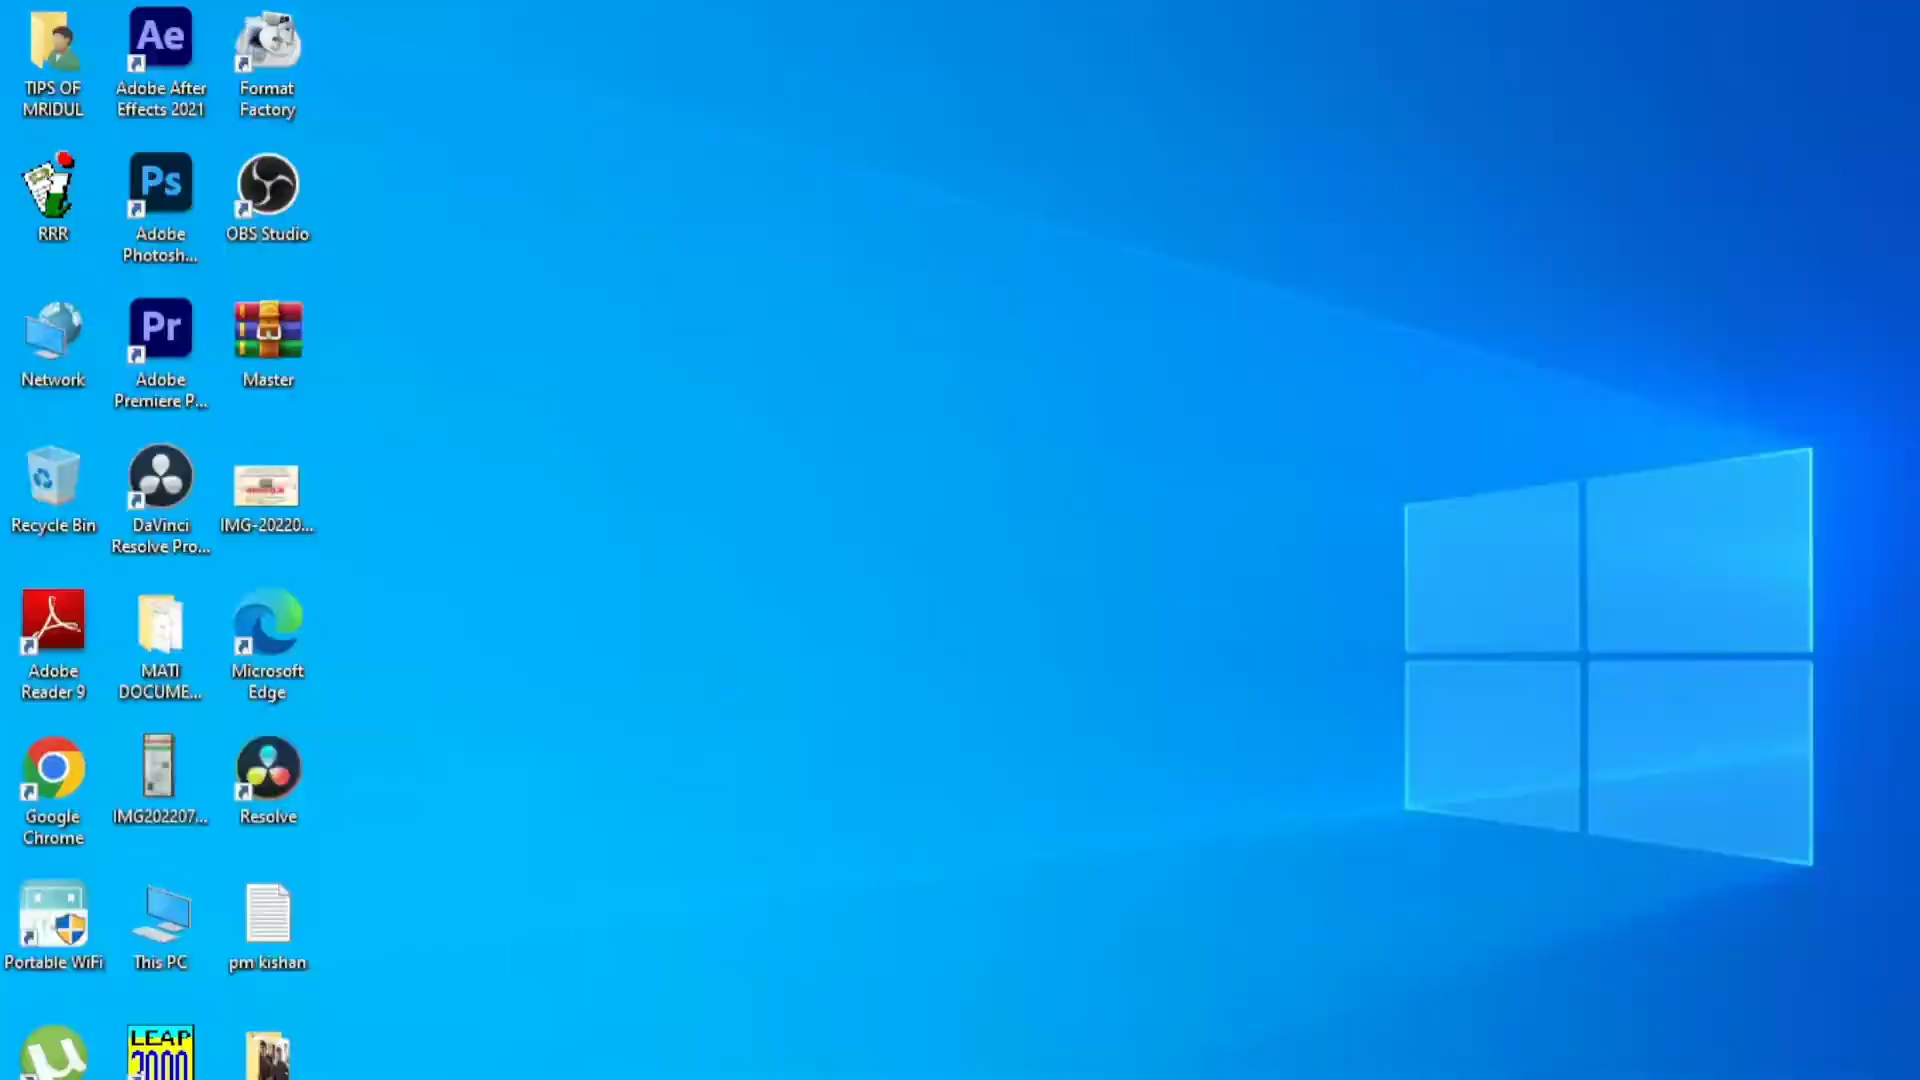 TIPS OF
MRIDUL
Ae
Adobe After
Effects 2021
Format
Factory
RRR
Ps
Adobe
Photosh...
OBS Studio
Network
Pr
Adobe
Premiere P...
Master
Recycle Bin
DaVinci
Resolve Pro...
IMG-20220...
Adobe
Reader 9
MATI
DOCUME...
Microsoft
Edge
Google
Chrome
IMG202207...
Resolve
Portable WiFi
This PC
pm kishan
LEAP
2000